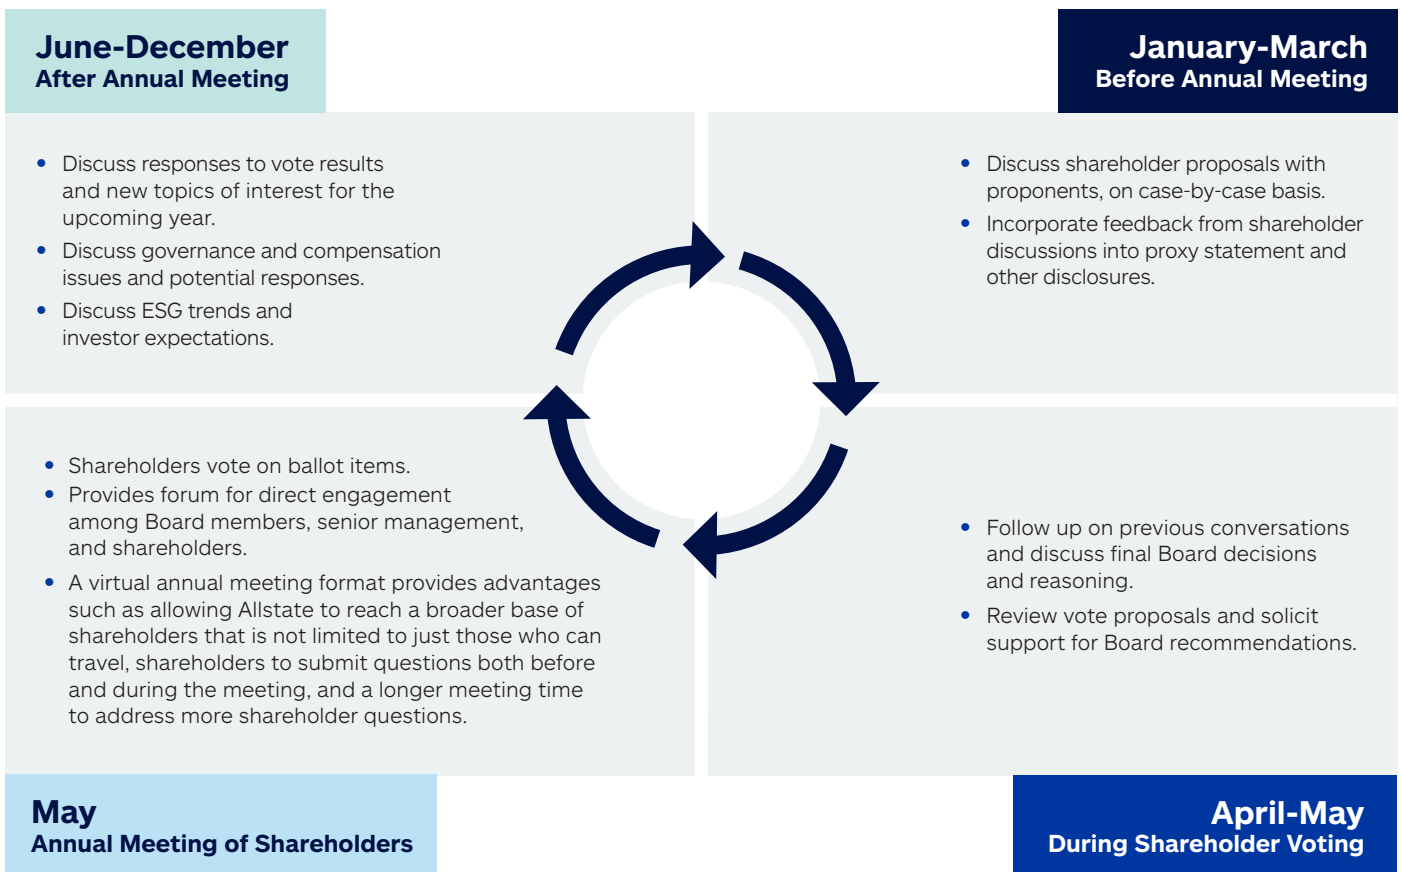 June-December
After Annual Meeting
• Discuss responses to vote results
and new topics of interest for the
upcoming year.
• Discuss governance and compensation
issues and potential responses.
• Discuss ESG trends and
investor expectations.
January-March
Before Annual Meeting
• Discuss shareholder proposals with
proponents, on case-by-case basis.
• Incorporate feedback from shareholder
discussions into proxy statement and
other disclosures.
• Shareholders vote on ballot items.
• Provides forum for direct engagement
among Board members, senior management,
and shareholders.
• A virtual annual meeting format provides advantages
such as allowing Allstate to reach a broader base of
shareholders that is not limited to just those who can
travel, shareholders to submit questions both before
and during the meeting, and a longer meeting time
to address more shareholder questions.
May
Annual Meeting of Shareholders
• Follow up on previous conversations
and discuss final Board decisions
and reasoning.
• Review vote proposals and solicit
support for Board recommendations.
April-May
During Shareholder Voting